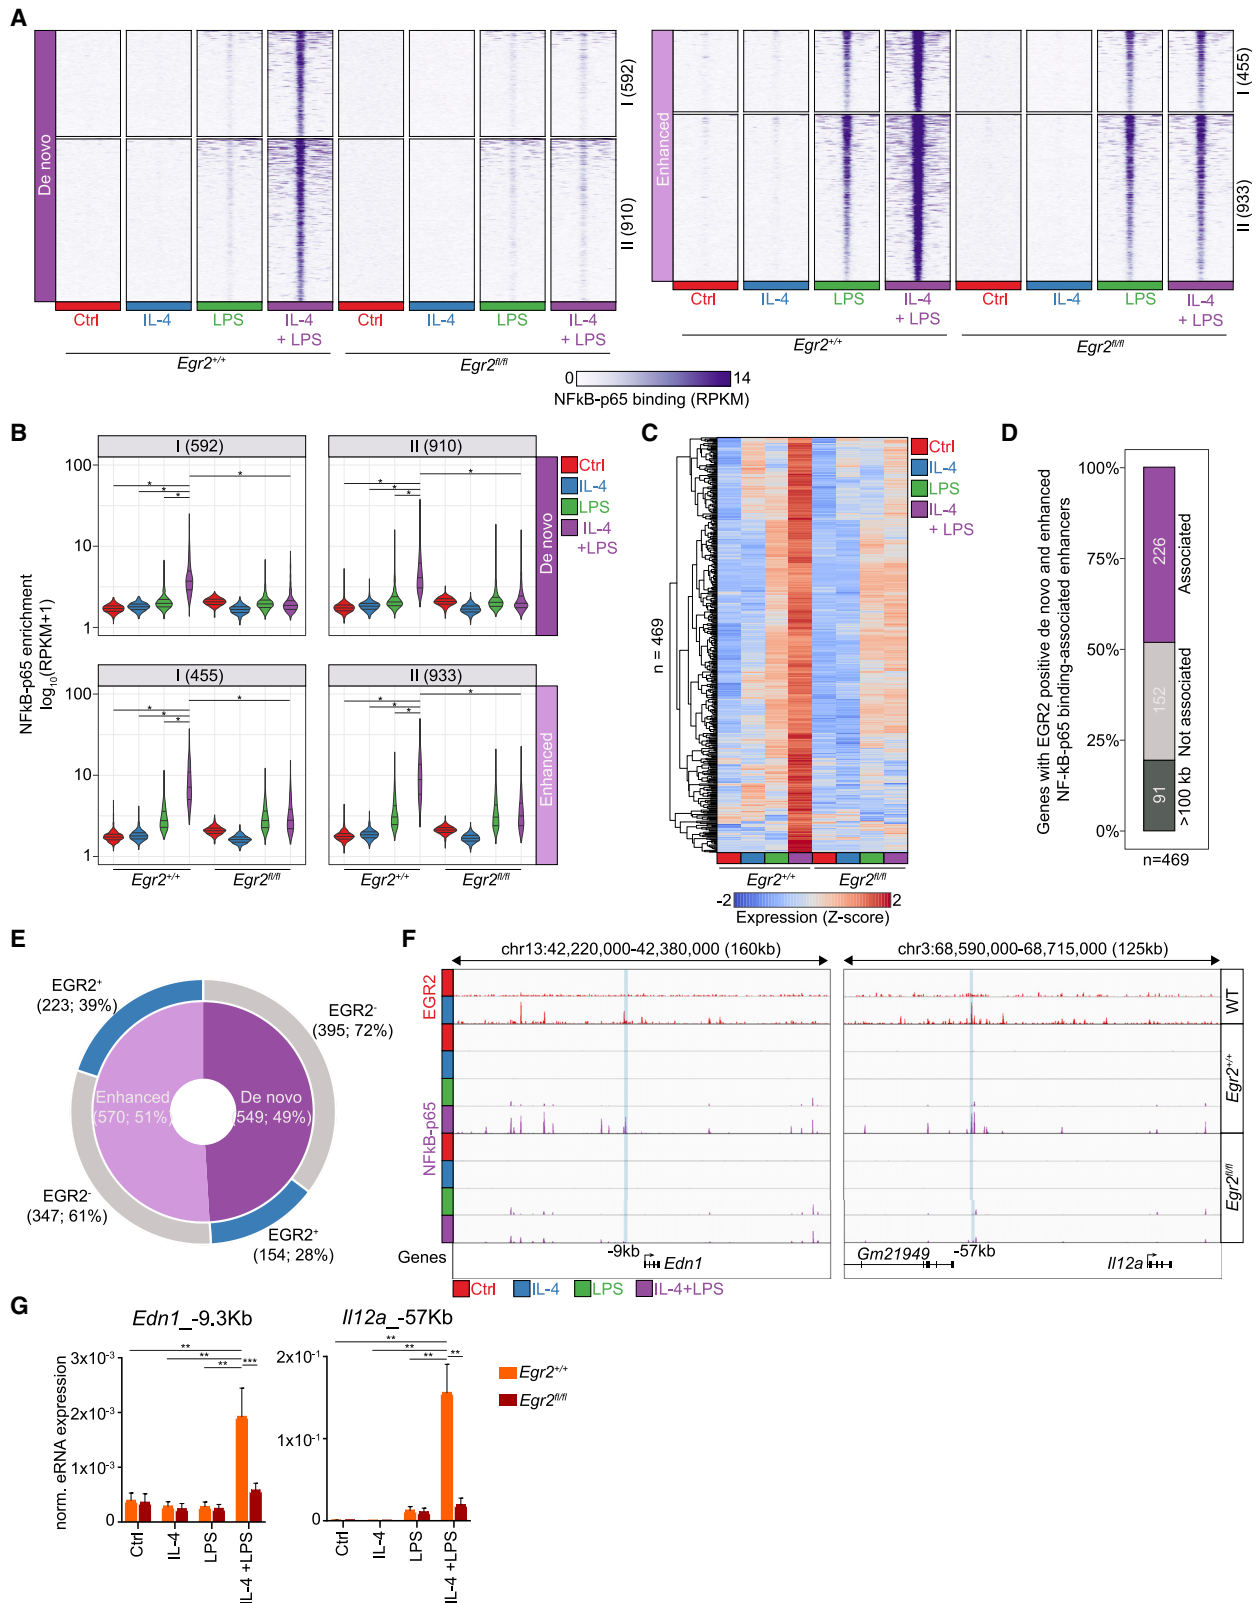 A
De novo
I (592)
II (910)
Ctrl
IL-4
LPS
IL-4
+ LPS
Ctrl
IL-4
LPS
IL-4
+ LPS
Egr2+/+
Egr2fl/fl
Enhanced
I (455)
II (933)
Ctrl
IL-4
LPS
IL-4
+ LPS
Ctrl
IL-4
LPS
IL-4
+ LPS
Egr2+/+
Egr2fl/fl
0
14
NFkB-p65 binding (RPKM)
B
NFkB-p65 enrichment
log10(RPKM+1)
I (592)
II (910)
100
10
1
* * * *
* * * *
De novo
Ctrl
IL-4
LPS
IL-4
+LPS
I (455)
II (933)
100
10
1
* * * *
* * * *
Enhanced
Egr2+/+
Egr2fl/fl
Egr2+/+
Egr2fl/fl
C
n = 469
Ctrl
IL-4
LPS
IL-4
+ LPS
Egr2+/+
Egr2fl/fl
-2
2
Expression (Z-score)
D
Genes with EGR2 positive de novo and enhanced
NF-kB-p65 binding-associated enhancers
100%
75%
50%
25%
0%
226
152
91
Associated
Not associated
>100 kb
n=469
E
EGR2+
(223; 39%)
EGR2-
(395; 72%)
Enhanced
(570; 51%)
De novo
(549; 49%)
EGR2-
(347; 61%)
EGR2+
(154; 28%)
F
chr13:42,220,000-42,380,000 (160kb)
chr3:68,590,000-68,715,000 (125kb)
EGR2
NFkB-p65
WT
Egr2+/+
Egr2fl/fl
Genes
-9kb
Edn1
Gm21949
-57kb
Il12a
Ctrl
IL-4
LPS
IL-4+LPS
G
Edn1_-9.3Kb
Il12a_-57Kb
norm. eRNA expression
3x10-3
2x10-3
1x10-3
0
** ** ** ***
Ctrl
IL-4
LPS
IL-4 +LPS
2x10-1
1x10-1
0
** ** ** **
Ctrl
IL-4
LPS
IL-4 +LPS
Egr2+/+
Egr2fl/fl